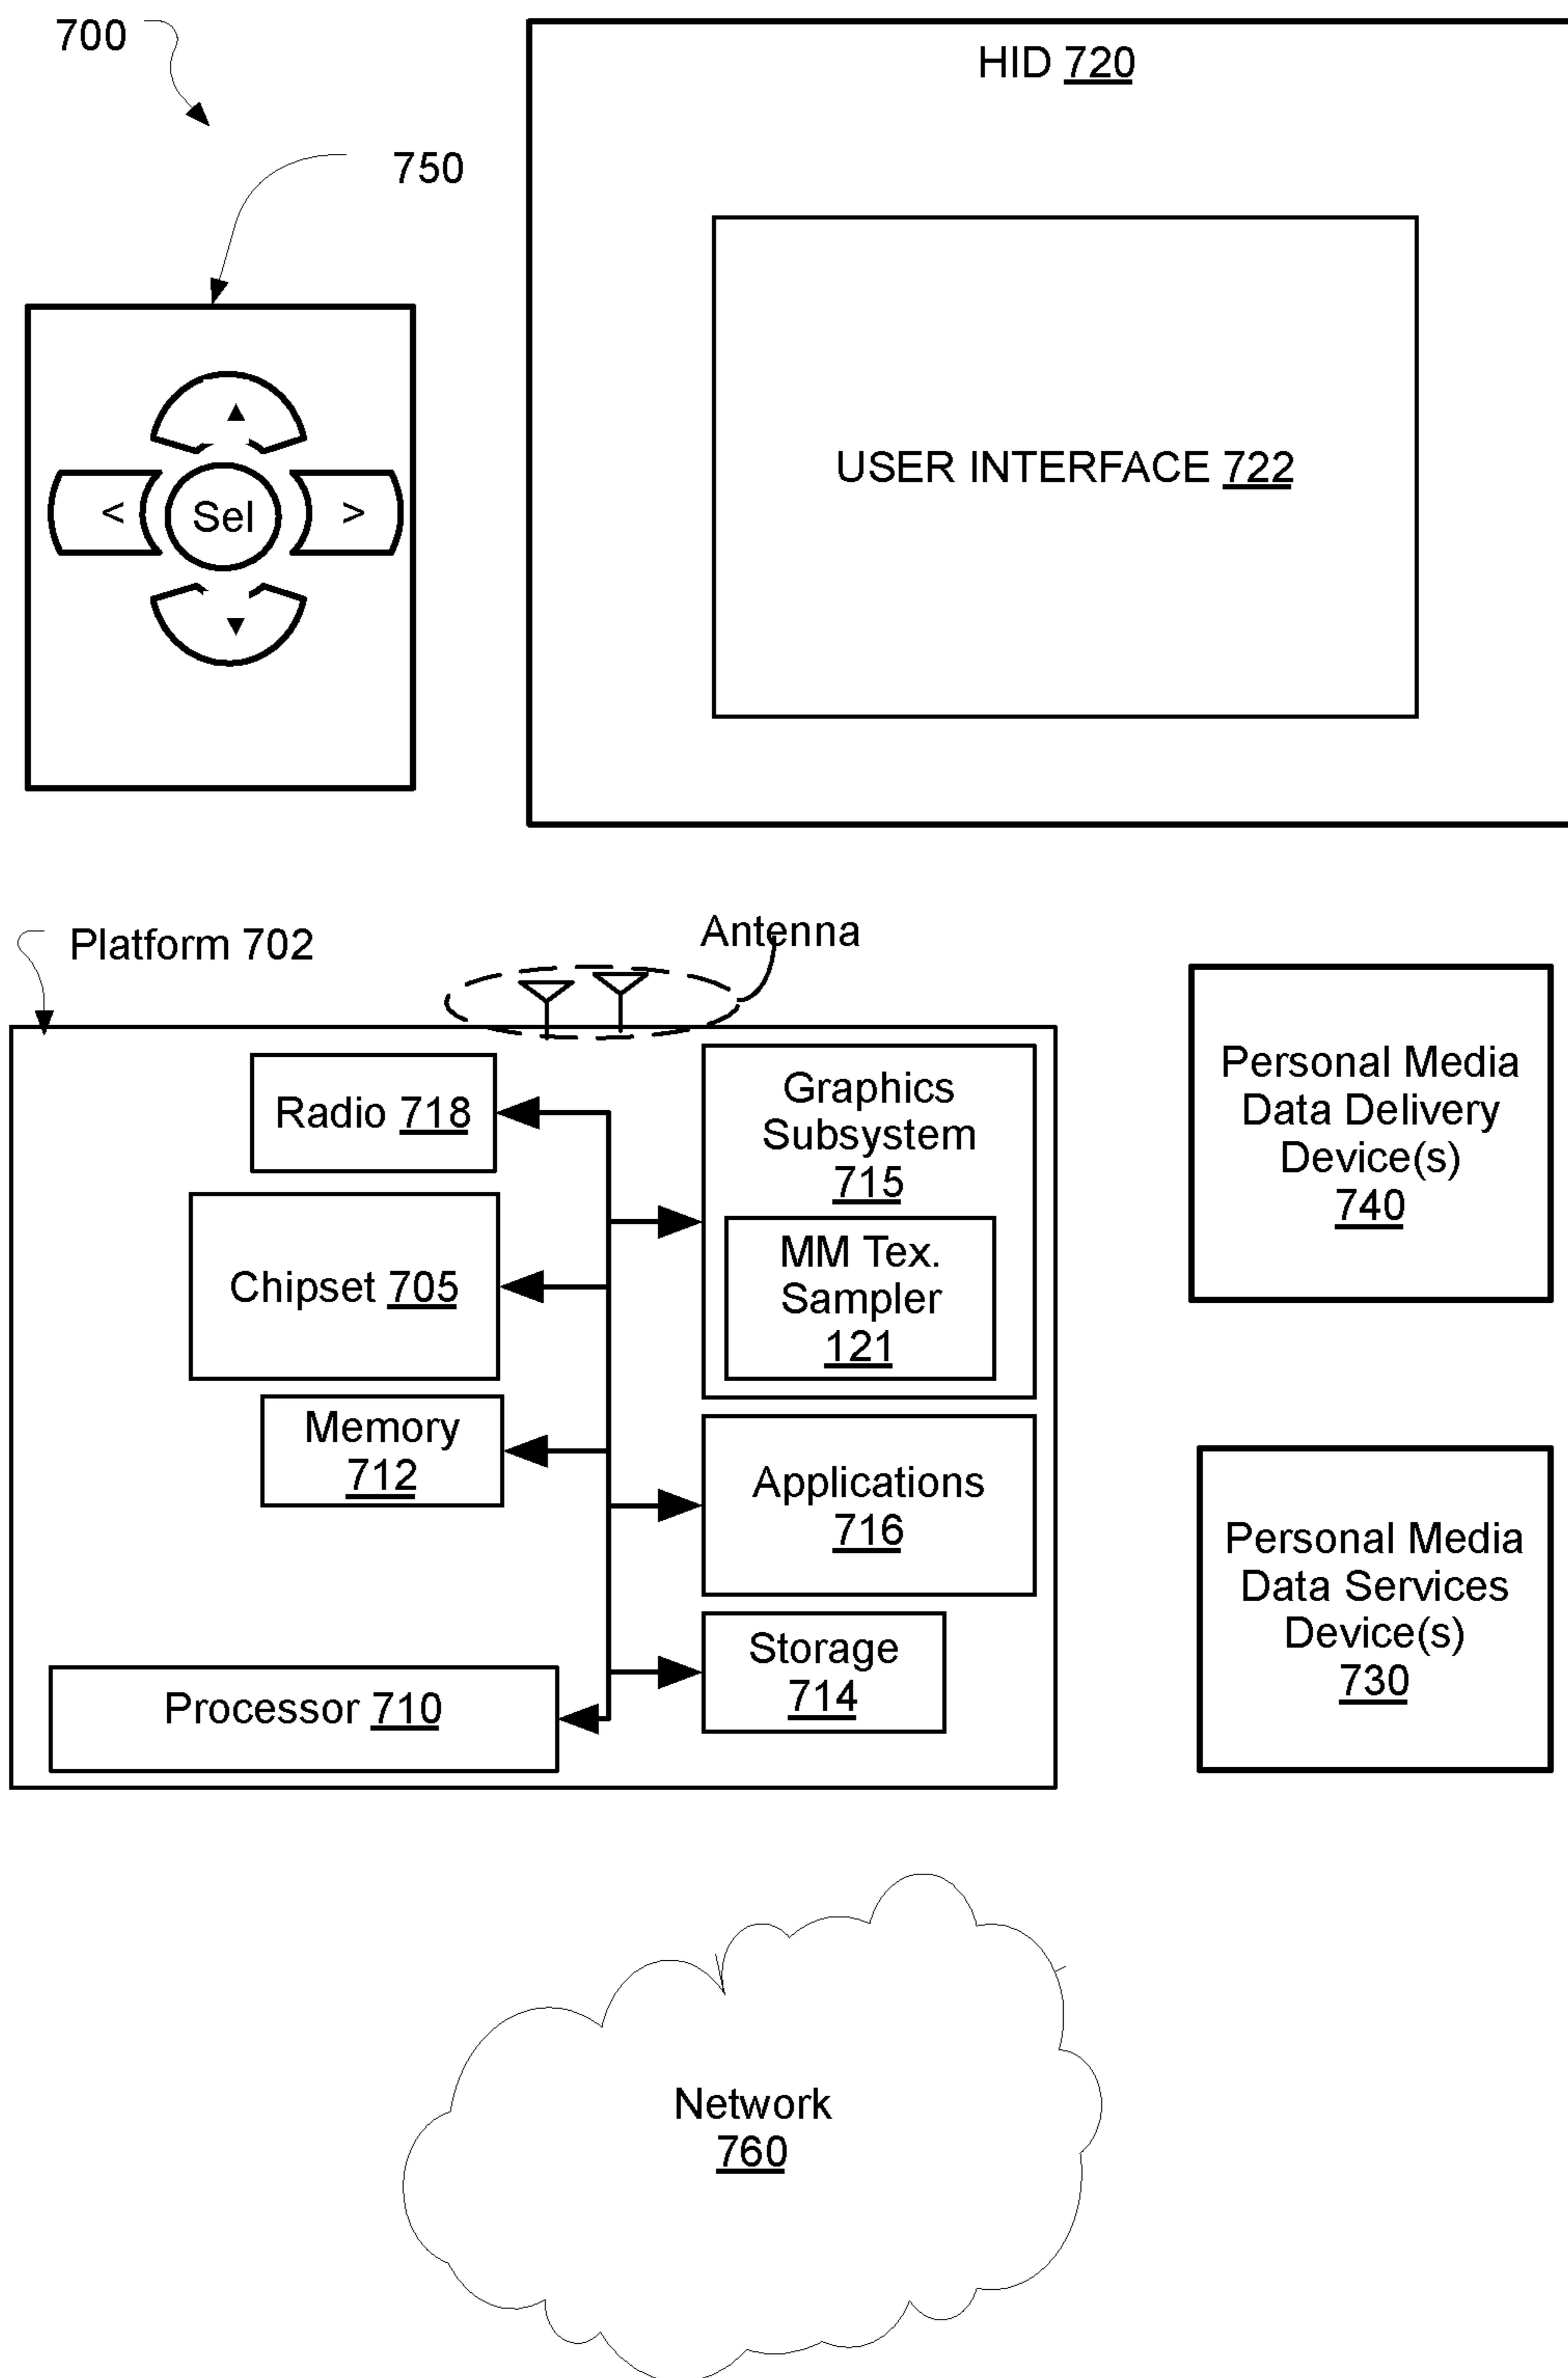 700
HID 720
750
▲
< Sel >
▼
USER INTERFACE 722
Platform 702
Antenna
Radio 718
Graphics
Subsystem
715
Chipset 705
MM Tex.
Sampler
121
Memory
712
Applications
716
Storage
714
Processor 710
Personal Media
Data Delivery
Device(s)
740
Personal Media
Data Services
Device(s)
730
Network
760